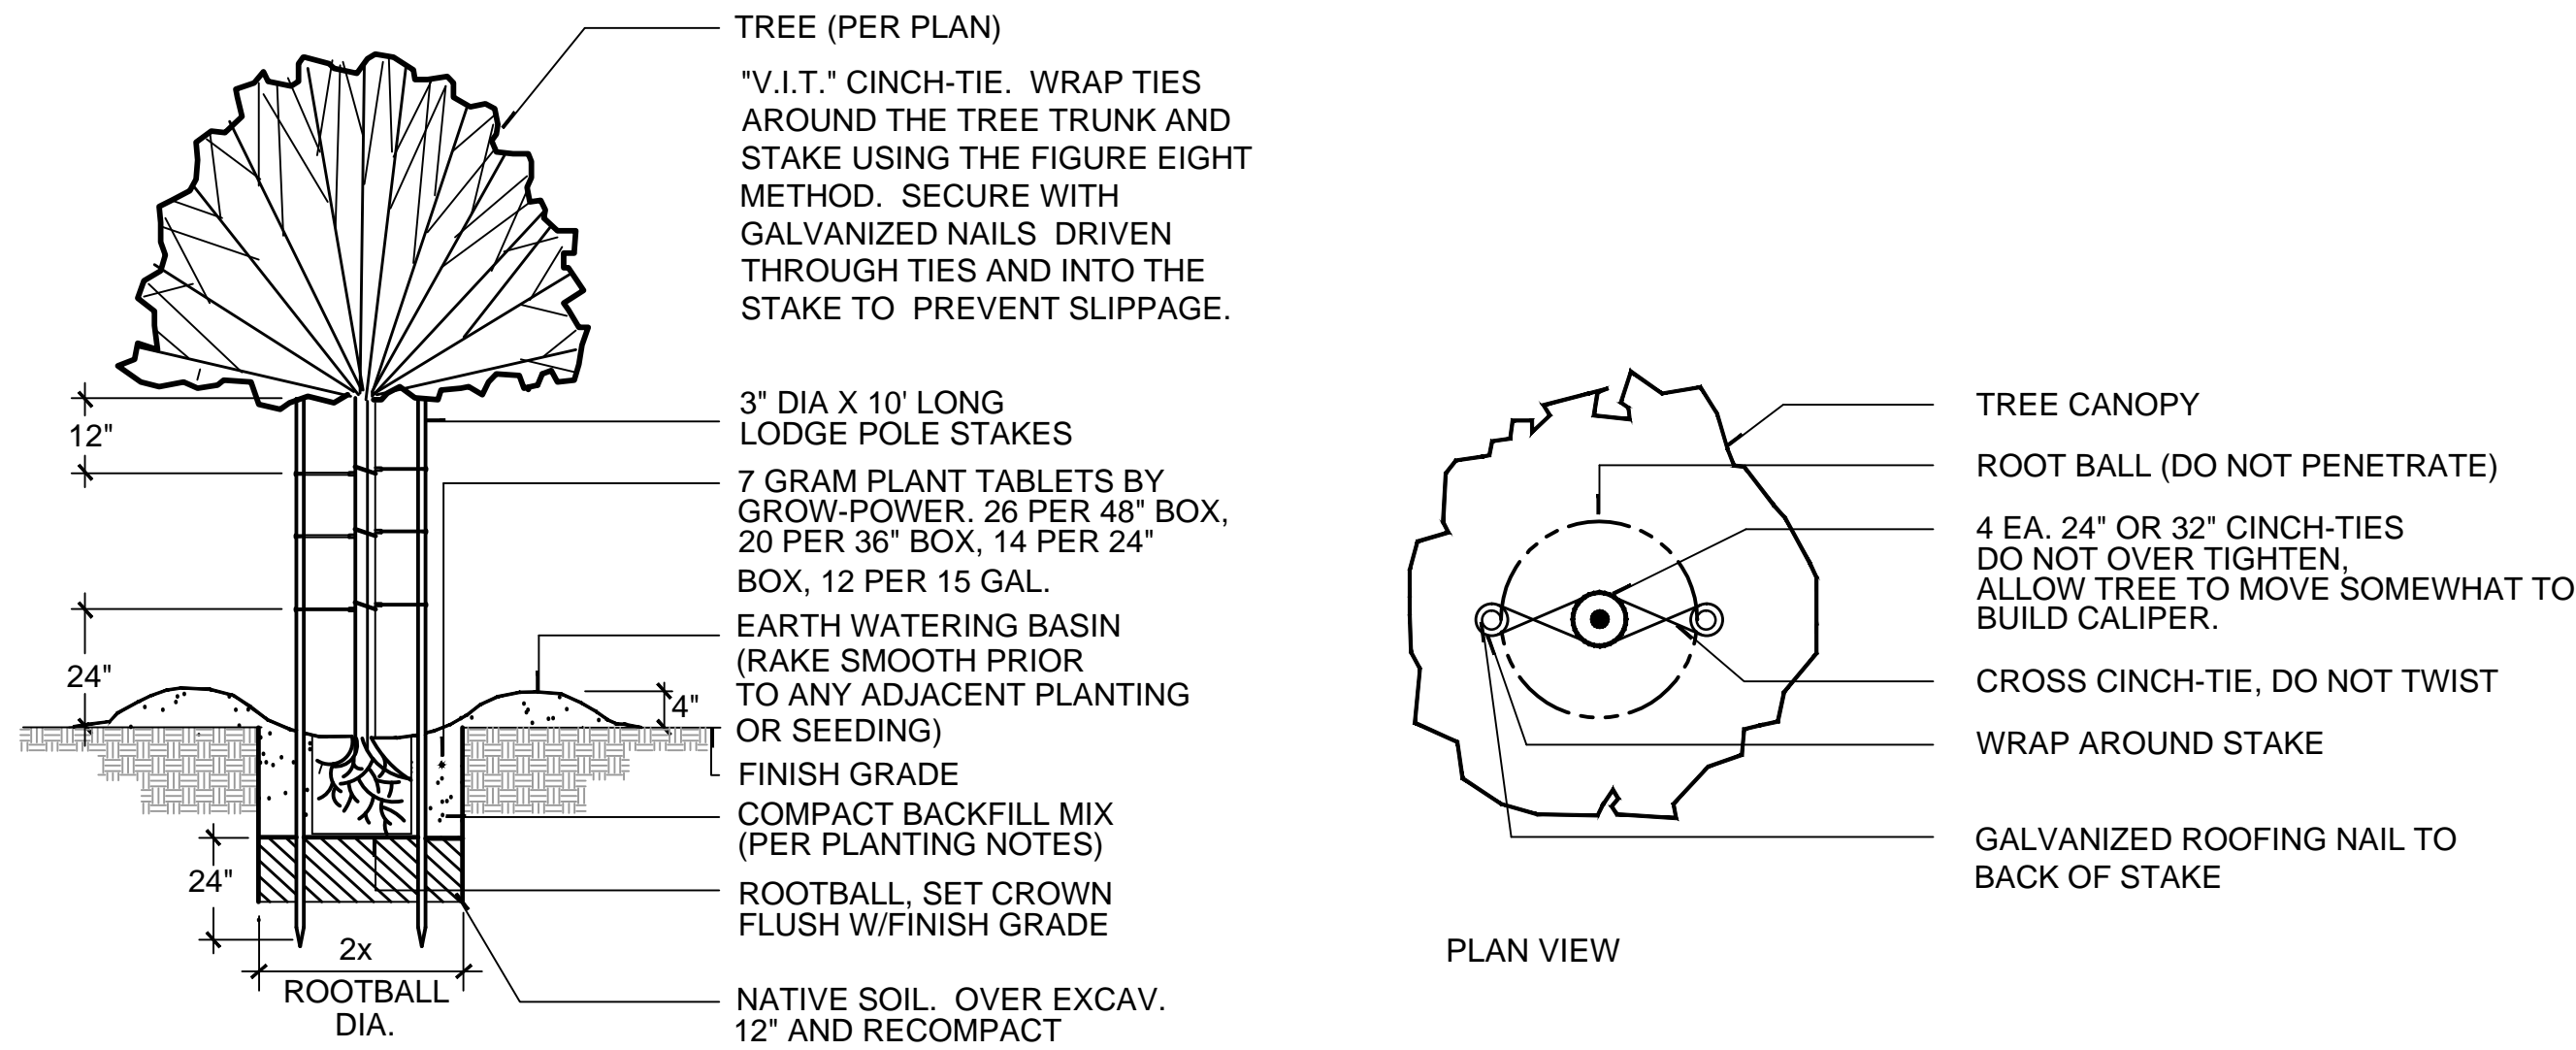 TREE (PER PLAN)
"V.I.T." CINCH-TIE. WRAP TIES
AROUND THE TREE TRUNK AND
STAKE USING THE FIGURE EIGHT
METHOD. SECURE WITH
GALVANIZED NAILS DRIVEN
THROUGH TIES AND INTO THE
STAKE TO PREVENT SLIPPAGE.
3" DIA X 10' LONG
LODGE POLE STAKES
7 GRAM PLANT TABLETS BY
GROW-POWER. 26 PER 48" BOX,
20 PER 36" BOX, 14 PER 24"
BOX, 12 PER 15 GAL.
EARTH WATERING BASIN
(RAKE SMOOTH PRIOR
TO ANY ADJACENT PLANTING
OR SEEDING)
FINISH GRADE
COMPACT BACKFILL MIX
(PER PLANTING NOTES)
ROOTBALL, SET CROWN
FLUSH W/FINISH GRADE
NATIVE SOIL. OVER EXCAV.
12" AND RECOMPACT
12"
24"
4"
24"
2x
ROOTBALL
DIA.
TREE CANOPY
ROOT BALL (DO NOT PENETRATE)
4 EA. 24" OR 32" CINCH-TIES
DO NOT OVER TIGHTEN,
ALLOW TREE TO MOVE SOMEWHAT TO
BUILD CALIPER.
CROSS CINCH-TIE, DO NOT TWIST
WRAP AROUND STAKE
GALVANIZED ROOFING NAIL TO
BACK OF STAKE
PLAN VIEW